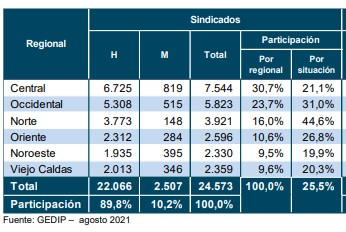 Sindicados
Regional H M Total Participación
Por regional Por situación
Central 6.725 819 7.544 30,7% 21,1%
Occidental 5.308 515 5.823 23,7% 31,0%
Norte 3.773 148 3.921 16,0% 44,6%
Oriente 2.312 284 2.596 10,6% 26,8%
Noroeste 1.935 395 2.330 9,5% 19,9%
Viejo Caldas 2.013 346 2.359 9,6% 20,3%
Total 22.066 2.507 24.573 100,0% 25,5%
Participación 89,8% 10,2% 100,0%
Fuente: GEDIP – agosto 2021